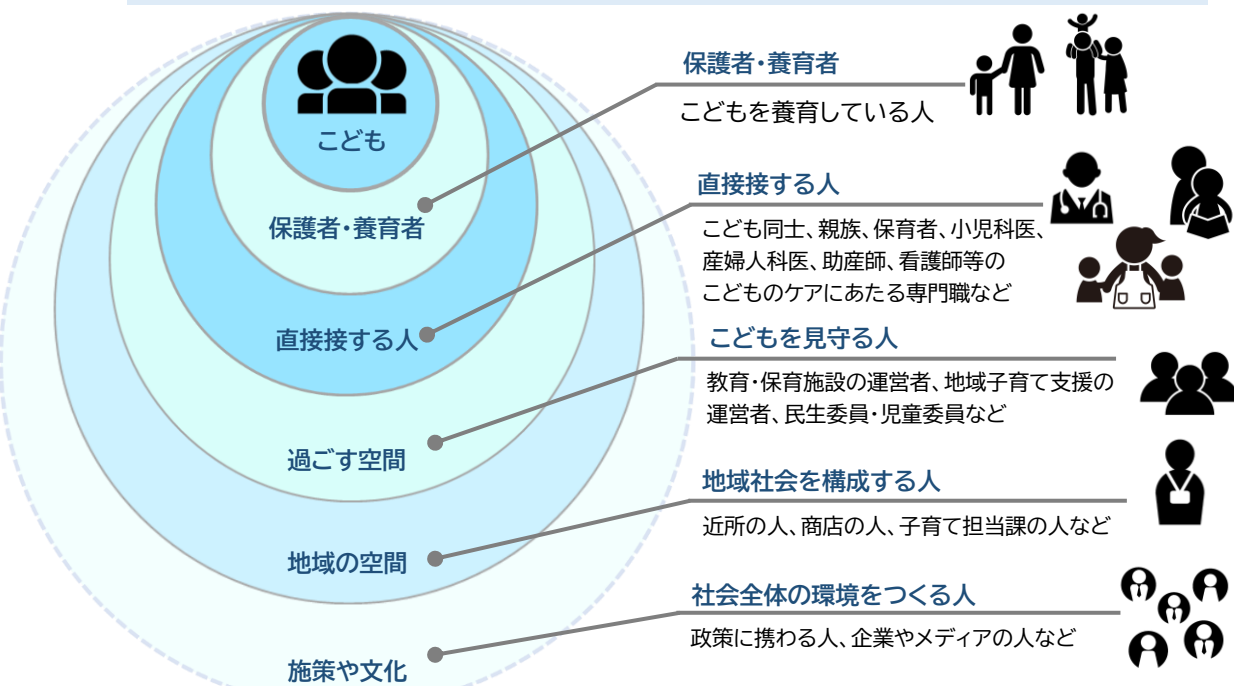 こども
保護者・養育者
直接接する人
過ごす空間
地域の空間
施策や文化
保護者・養育者
こどもを養育している人
直接接する人
こども同士、親族、保育者、小児科医、
産婦人科医、助産師、看護師等の
こどものケアにあたる専門職など
こどもを見守る人
教育・保育施設の運営者、地域子育て支援の
運営者、民生委員・児童委員など
地域社会を構成する人
近所の人、商店の人、子育て担当課の人など
社会全体の環境をつくる人
政策に携わる人、企業やメディアの人など